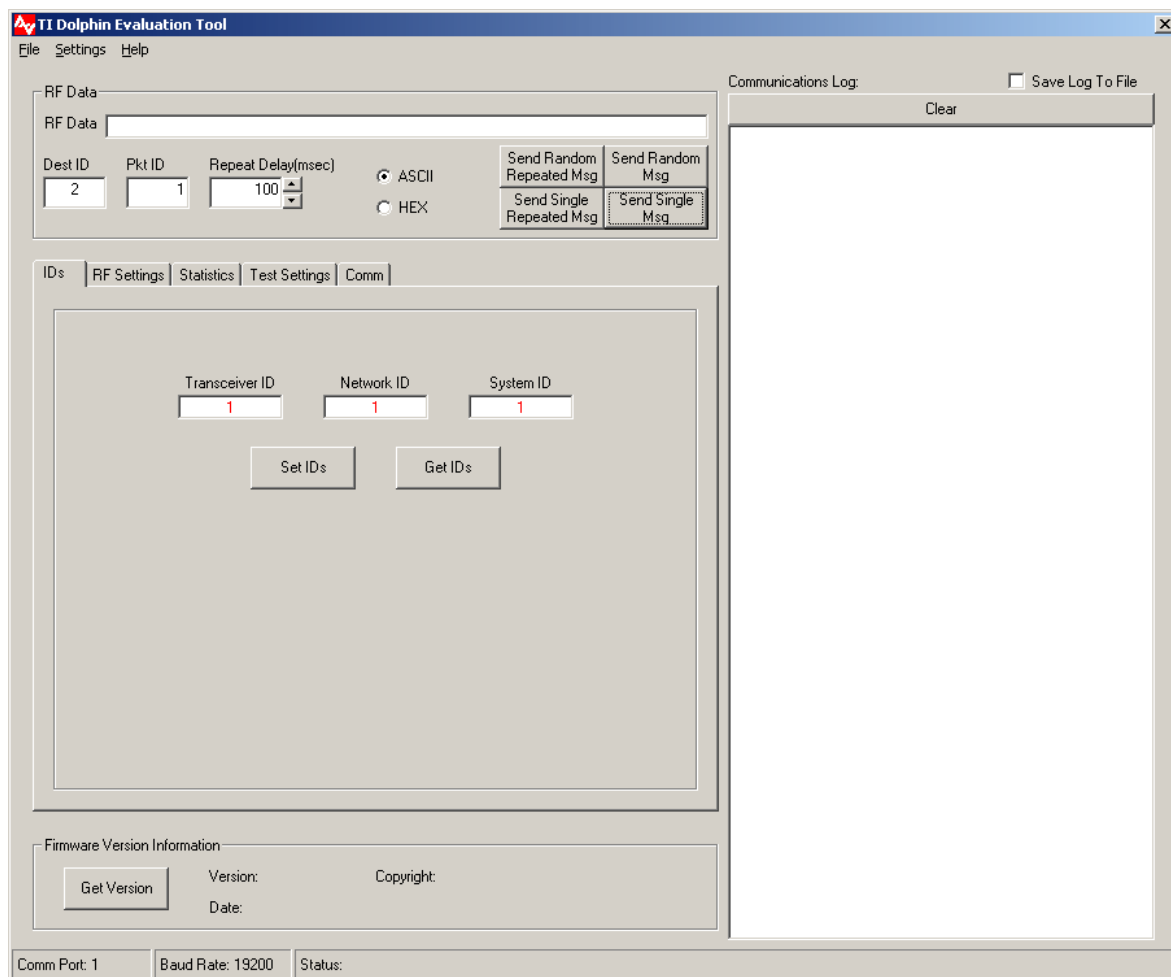 TI Dolphin Evaluation Tool
File Settings Help
RF Data
RF Data
Dest ID Pkt ID Repeat Delay(msec)
2 1 100
ASCII
HEX
Send Random Repeated Msg
Send Random Msg
Send Single Repeated Msg
Send Single Msg
IDs RF Settings Statistics Test Settings Comm
Transceiver ID Network ID System ID
1 1 1
Set IDs Get IDs
Firmware Version Information
Get Version
Version: Copyright:
Date:
Communications Log: Save Log To File
Clear
Comm Port: 1 Baud Rate: 19200 Status: